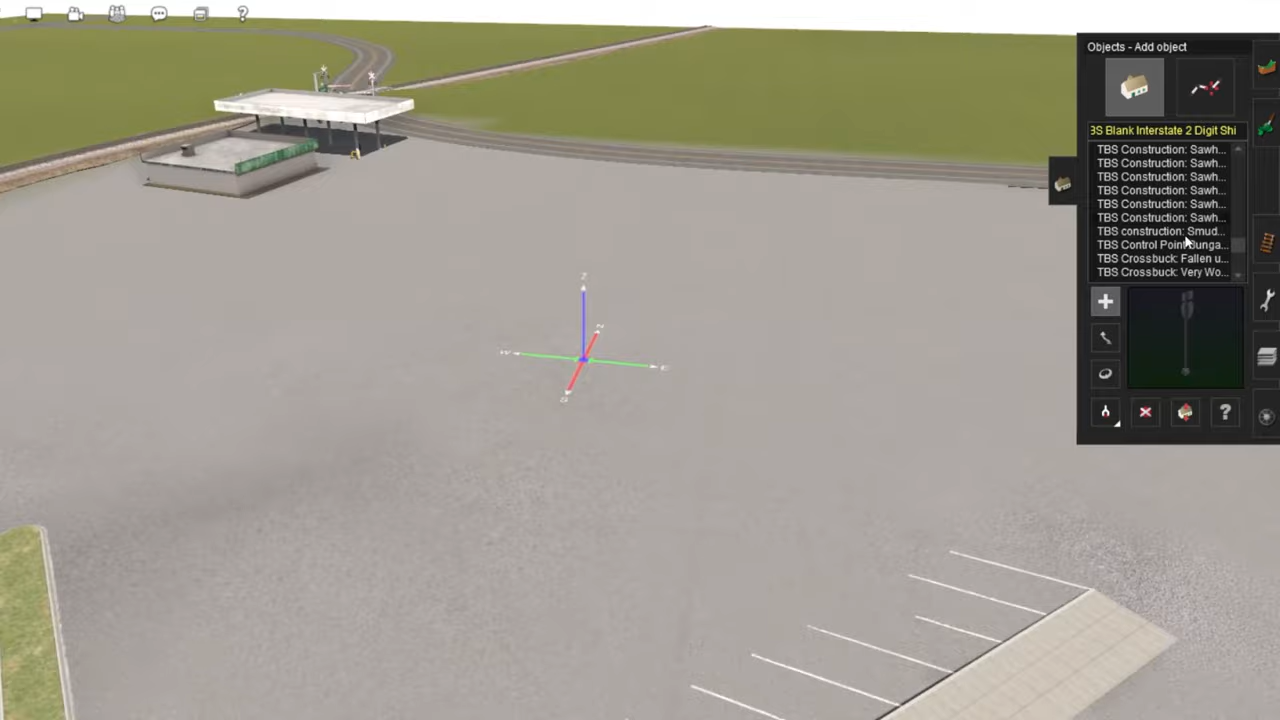 Objects - Add object
3S Blank Interstate 2 Digit Shi
TBS Construction: Sawh...
TBS Construction: Sawh...
TBS Construction: Sawh...
TBS Construction: Sawh...
TBS Construction: Sawh...
TBS Construction: Sawh...
TBS construction: Smud...
TBS Control Point Bunga...
TBS Crossbuck: Fallen u...
TBS Crossbuck: Very Wo...
Z
N
W
E
S